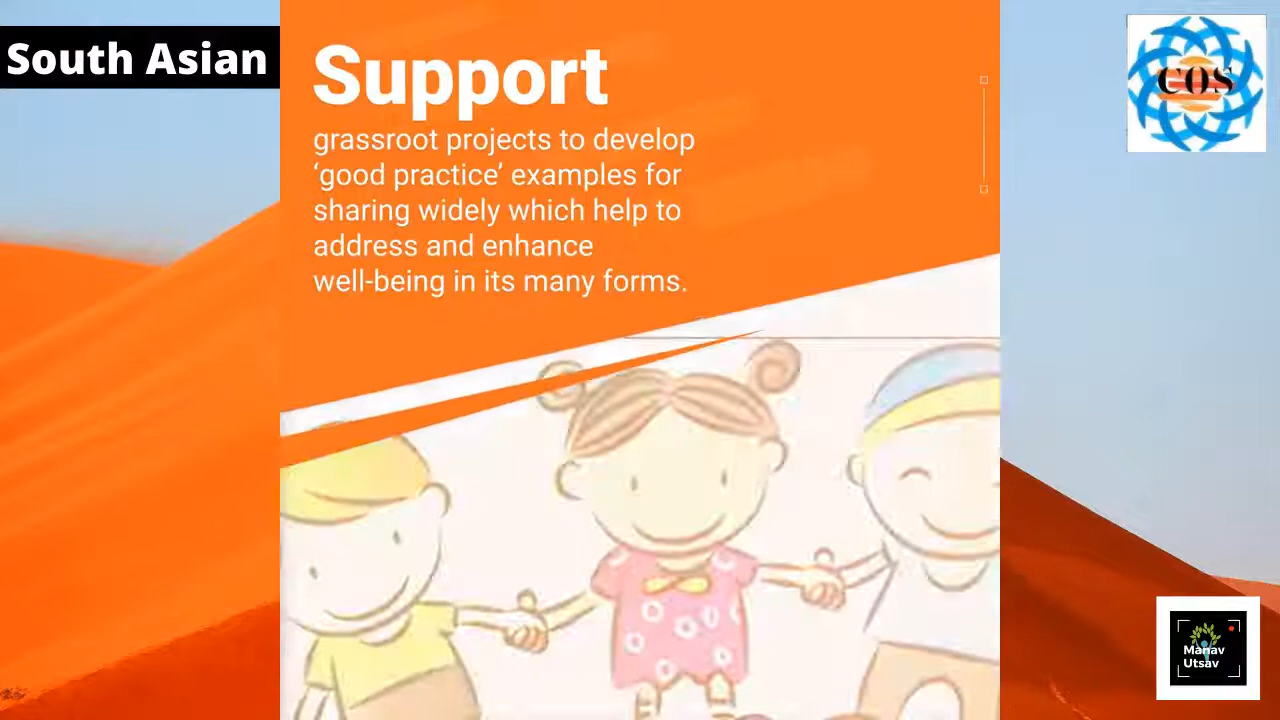 South Asian
Support
grassroot projects to develop
‘good practice’ examples for
sharing widely which help to
address and enhance
well-being in its many forms.
COS
Manav
Utsav